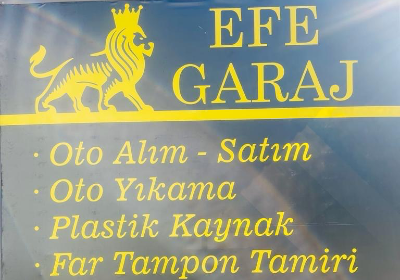 EFE
GARAJ
· Oto Alım - Satım
· Oto Yıkama
· Plastik Kaynak
· Far Tampon Tamiri